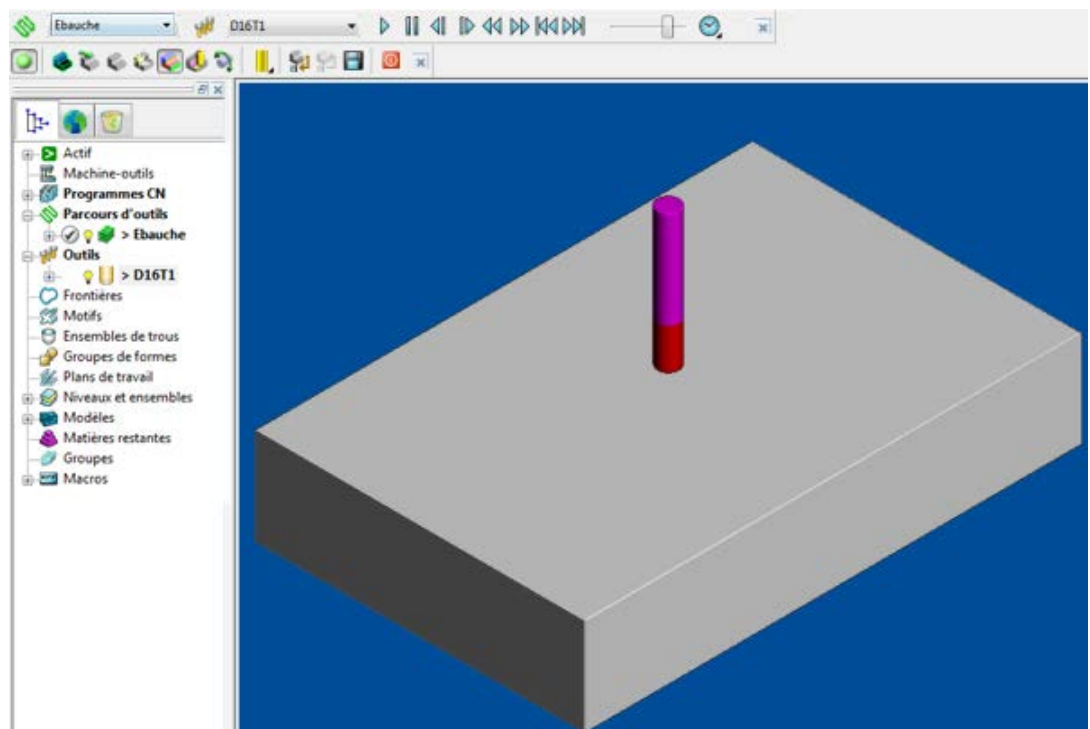 Ebauche D16T1
Actif
Machine-outils
Programmes CN
Parcours d'outils
> Ebauche
Outils
> D16T1
Frontières
Motifs
Ensembles de trous
Groupes de formes
Plans de travail
Niveaux et ensembles
Modèles
Matières restantes
Groupes
Macros